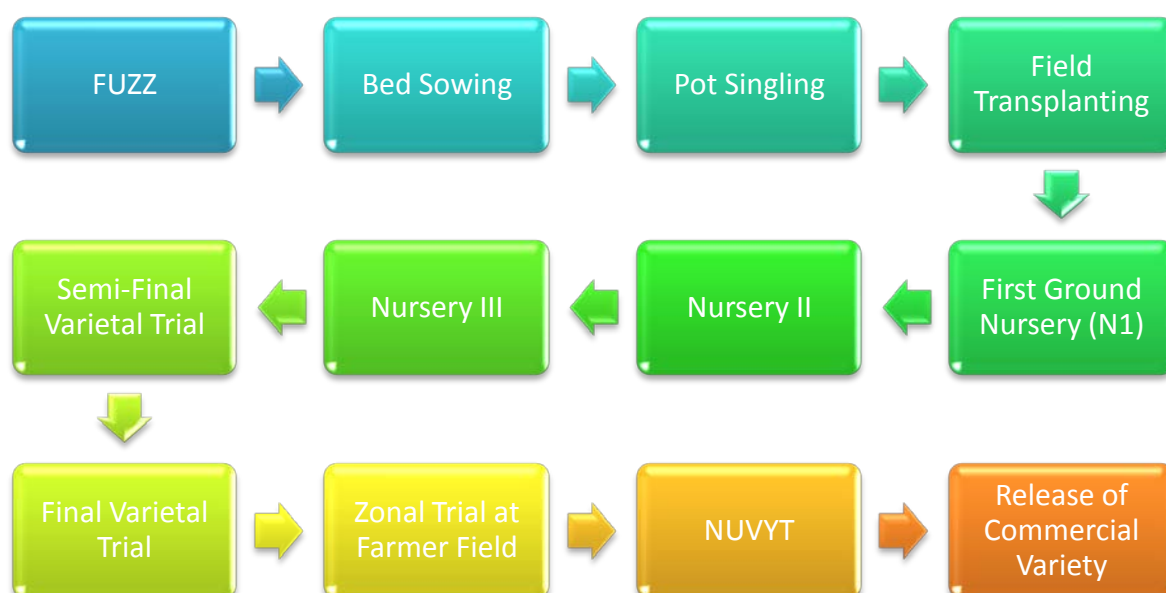 FUZZ
Bed Sowing
Pot Singling
Field
Transplanting
First Ground
Nursery (N1)
Nursery II
Nursery III
Semi-Final
Varietal Trial
Final Varietal
Trial
Zonal Trial at
Farmer Field
NUVYT
Release of
Commercial
Variety